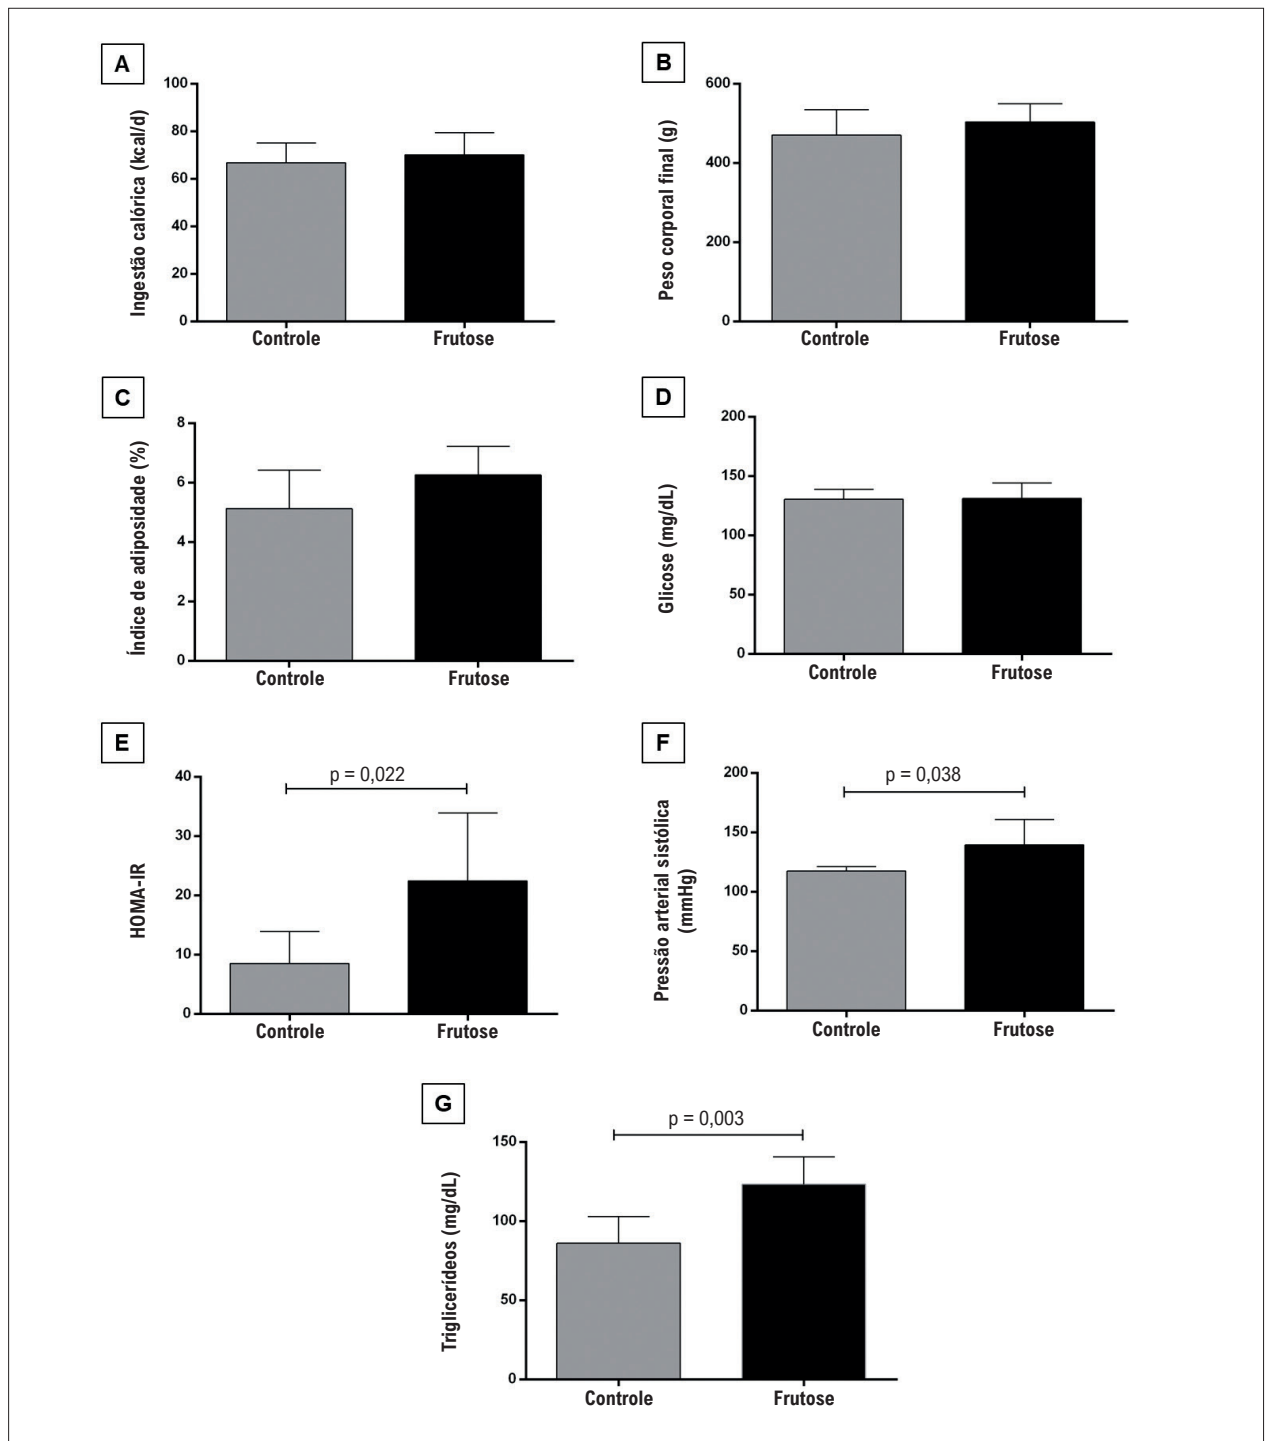 A
Ingestão calórica (kcal/d)
100
80
60
40
20
0
Controle
Frutose
B
Peso corporal final (g)
600
400
200
0
Controle
Frutose
C
Índice de adiposidade (%)
8
6
4
2
0
Controle
Frutose
D
Glicose (mg/dL)
200
150
100
50
0
Controle
Frutose
E
HOMA-IR
40
30
20
10
0
p = 0,022
Controle
Frutose
F
Pressão arterial sistólica
(mmHg)
200
150
100
50
0
p = 0,038
Controle
Frutose
G
Triglicerídeos (mg/dL)
150
100
50
0
p = 0,003
Controle
Frutose